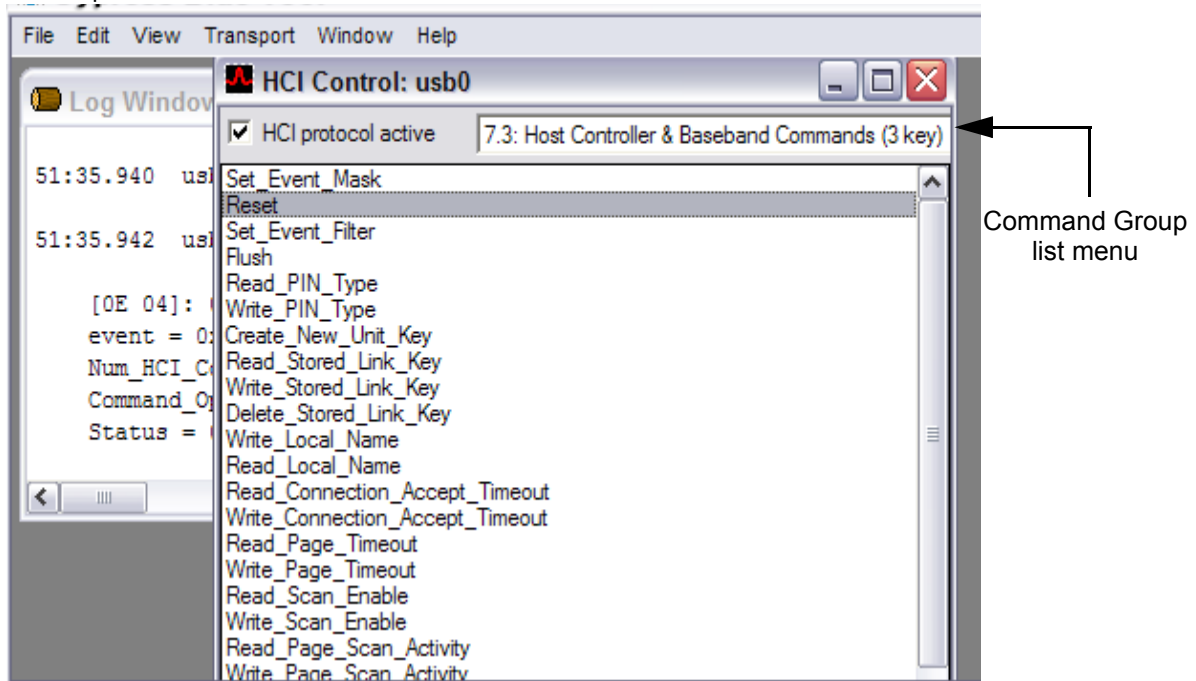 File Edit View Transport Window Help
HCI Control: usb0
Log Window
HCI protocol active
7.3: Host Controller & Baseband Commands (3 key)
51:35.940
51:35.942
[0E 04]:
event =
Status =
Set_Event_Mask
Reset
Set_Event_Filter
Flush
Read_PIN_Type
Write_PIN_Type
Create_New_Unit_Key
Read_Stored_Link_Key
Write_Stored_Link_Key
Delete_Stored_Link_Key
Write_Local_Name
Read_Local_Name
Read_Connection_Accept_Timeout
Write_Connection_Accept_Timeout
Read_Page_Timeout
Write_Page_Timeout
Read_Scan_Enable
Write_Scan_Enable
Read_Page_Scan_Activity
Write_Page_Scan_Activity
Command Group
list menu